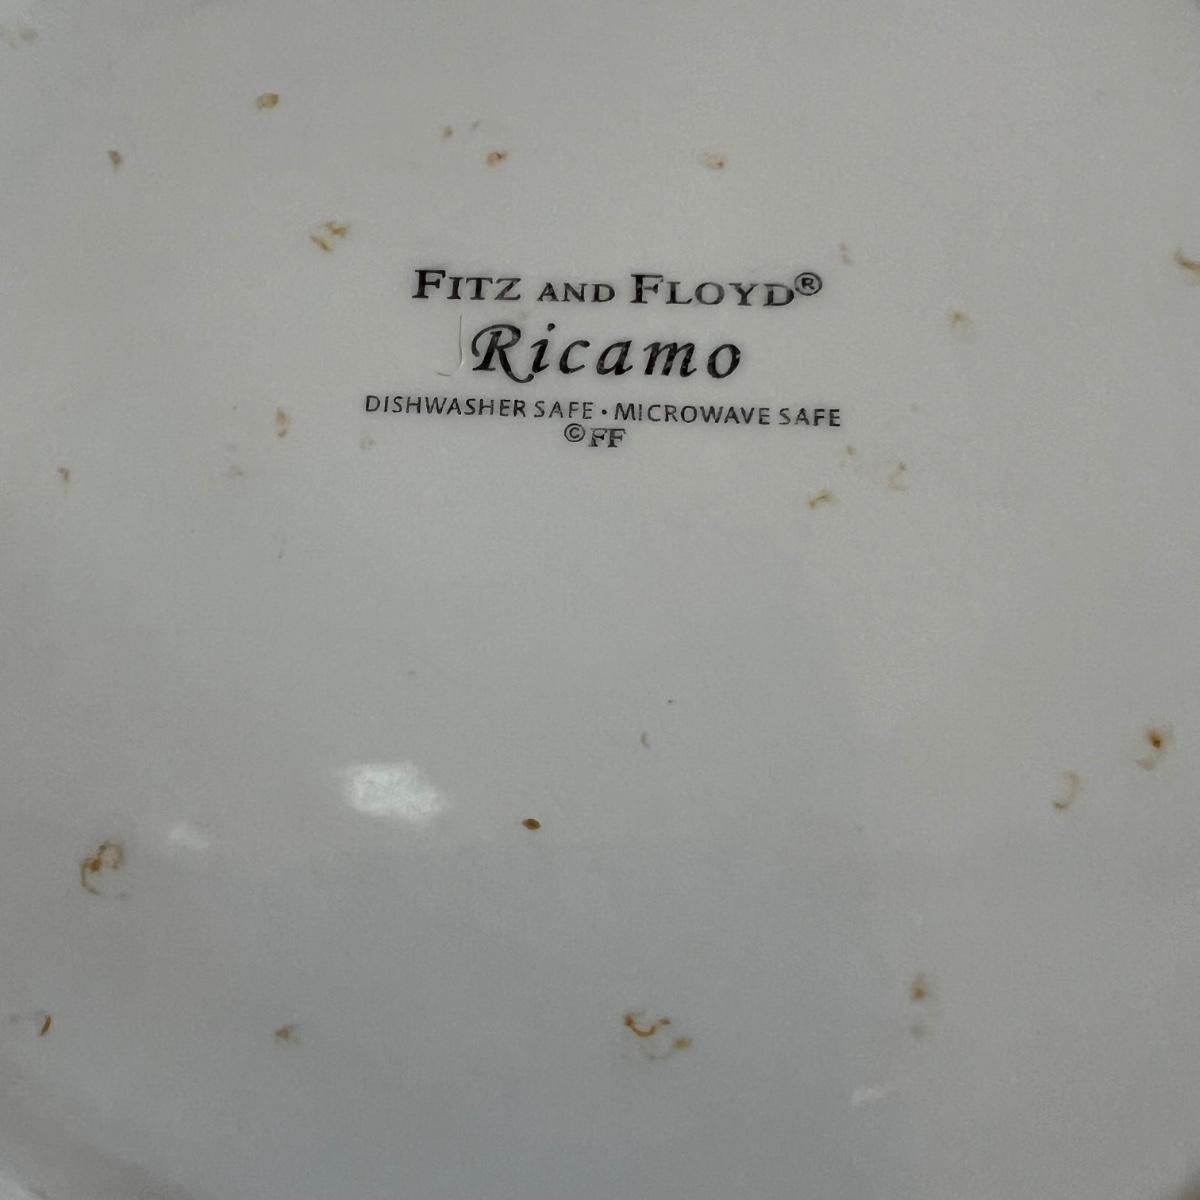 FITZ AND FLOYD®
Ricamo
DISHWASHER SAFE • MICROWAVE SAFE
©FF